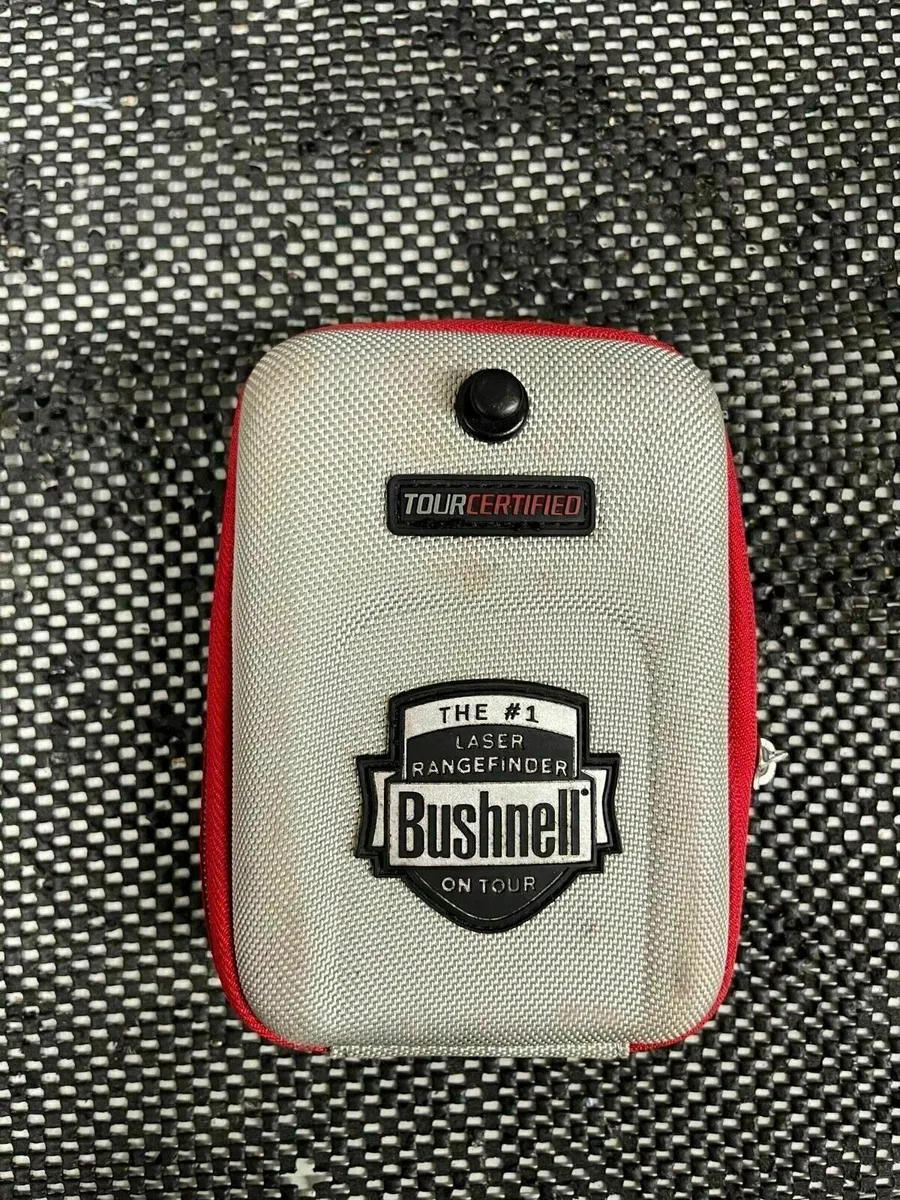 TOURCERTIFIED
THE #1
LASER
RANGEFINDER
Bushnell
ON TOUR